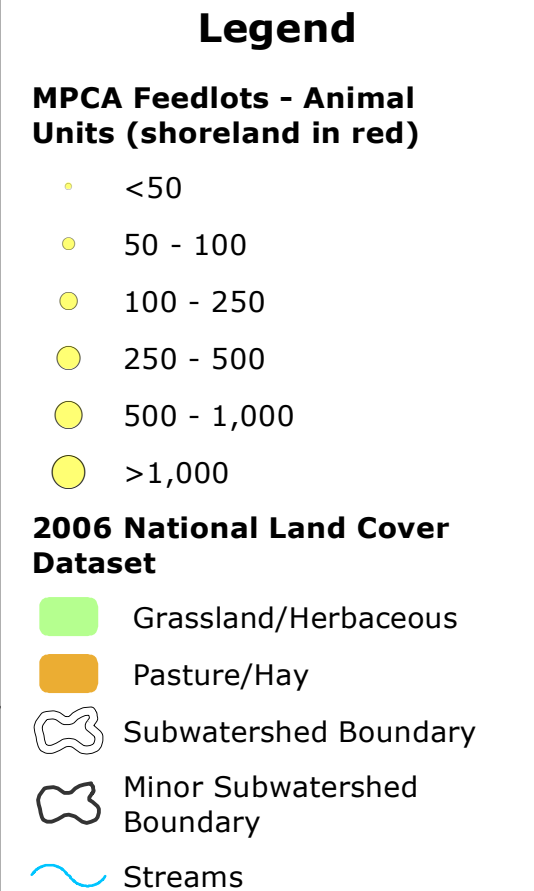 Legend
MPCA Feedlots - Animal
Units (shoreland in red)
<50
50 - 100
100 - 250
250 - 500
500 - 1,000
>1,000
2006 National Land Cover
Dataset
Grassland/Herbaceous
Pasture/Hay
Subwatershed Boundary
Minor Subwatershed
Boundary
Streams